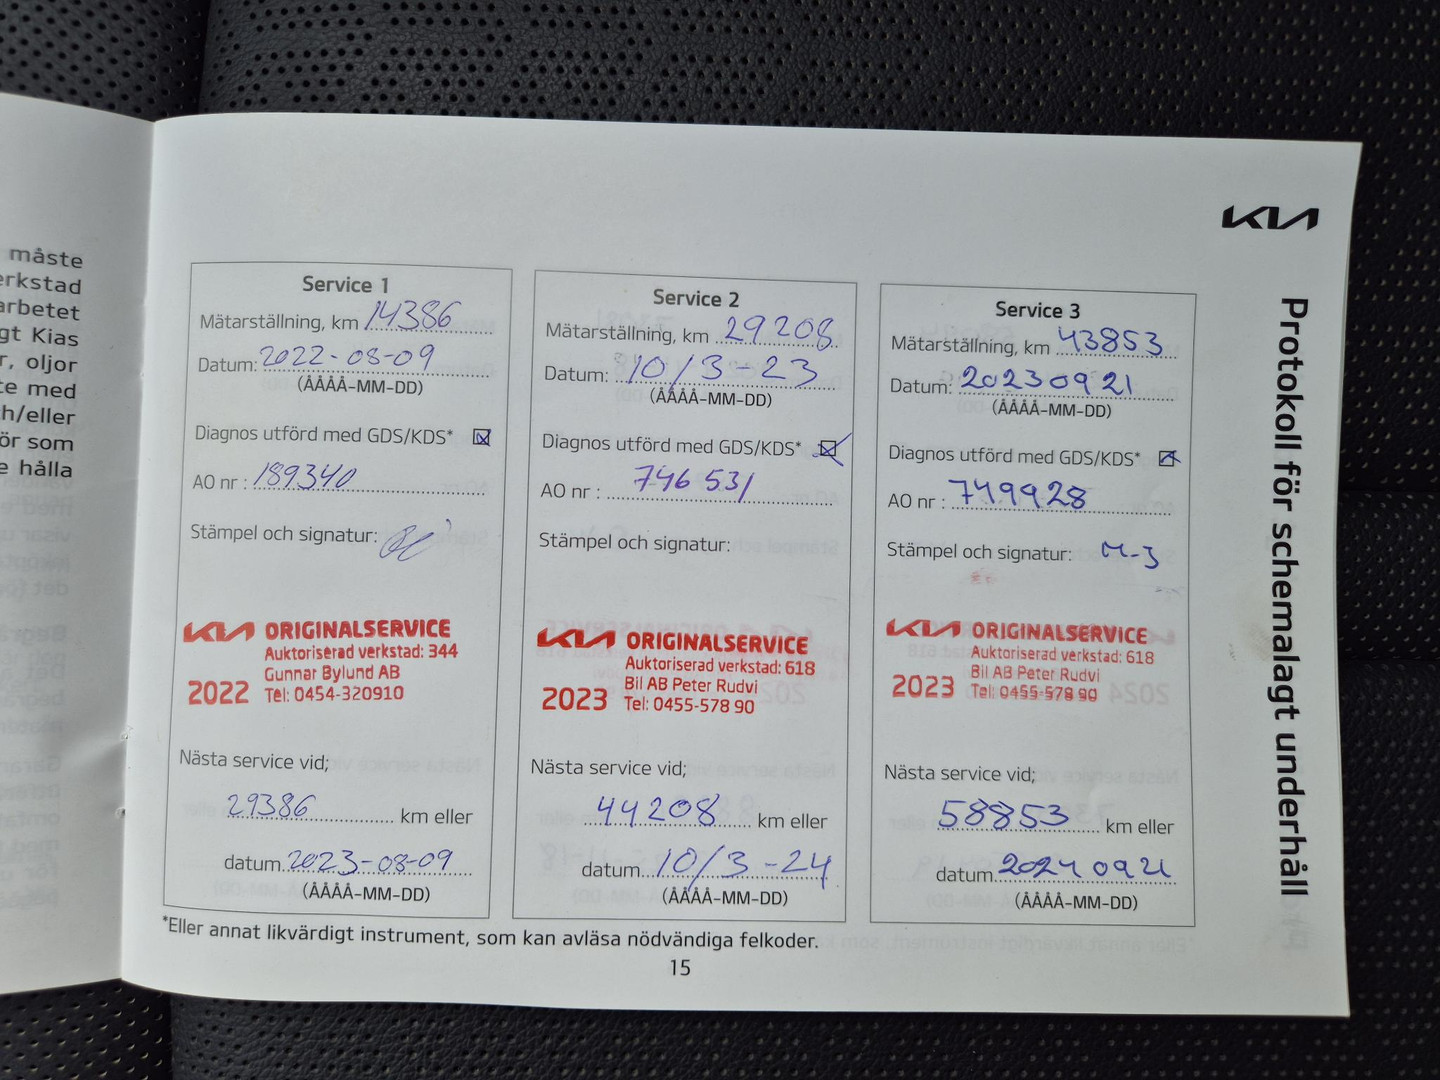 måste
erkstad
arbetet
gt Kias
r, oljor
te med
ch/eller
ör som
e hålla
KIA
Protokoll för schemalagt underhåll
Service 1
Mätarställning, km 14386
Datum: 2022-08-09
(ÅÅÅÅ-MM-DD)
Diagnos utförd med GDS/KDS*
AO nr : 189340
Stämpel och signatur:
KIA ORIGINALSERVICE
Auktoriserad verkstad: 344
Gunnar Bylund AB
2022 Tel: 0454-320910
Nästa service vid;
29386 km eller
datum 2023-08-09
(ÅÅÅÅ-MM-DD)
Service 2
Mätarställning, km 29208
Datum: 10/3-23
(ÅÅÅÅ-MM-DD)
Diagnos utförd med GDS/KDS*
AO nr : 746531
Stämpel och signatur:
KIA ORIGINALSERVICE
Auktoriserad verkstad: 618
Bil AB Peter Rudvi
2023 Tel: 0455-578 90
Nästa service vid;
44208 km eller
datum 10/3-24
(ÅÅÅÅ-MM-DD)
Service 3
Mätarställning, km 43853
Datum: 20230921
(ÅÅÅÅ-MM-DD)
Diagnos utförd med GDS/KDS*
AO nr : 749928
Stämpel och signatur:
KIA ORIGINALSERVICE
Auktoriserad verkstad: 618
Bil AB Peter Rudvi
2023 Tel: 0455-578 90
Nästa service vid;
58853 km eller
datum 20240921
(ÅÅÅÅ-MM-DD)
*Eller annat likvärdigt instrument, som kan avläsa nödvändiga felkoder.
15